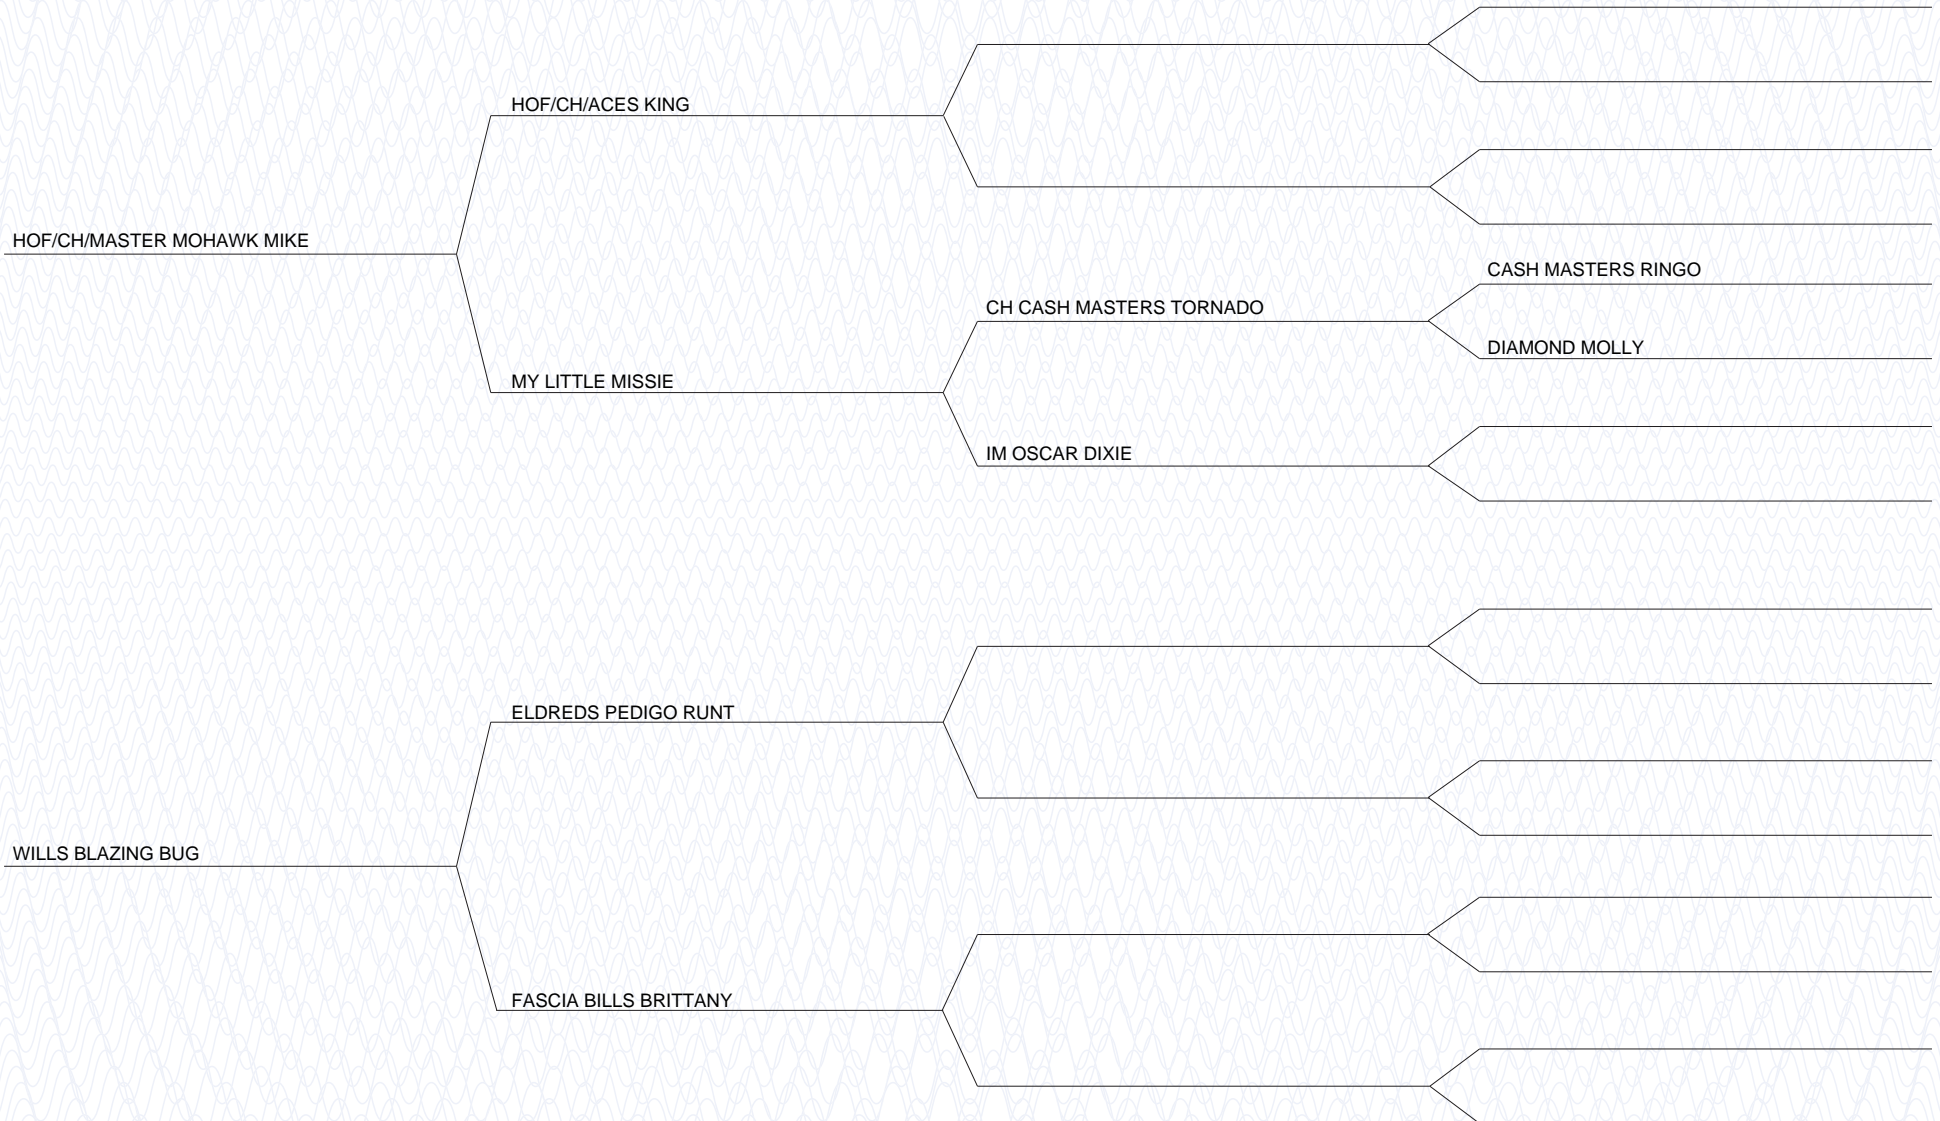 HOF/CH/ACES KING
HOF/CH/MASTER MOHAWK MIKE
CASH MASTERS RINGO
CH CASH MASTERS TORNADO
DIAMOND MOLLY
MY LITTLE MISSIE
IM OSCAR DIXIE
ELDREDS PEDIGO RUNT
WILLS BLAZING BUG
FASCIA BILLS BRITTANY